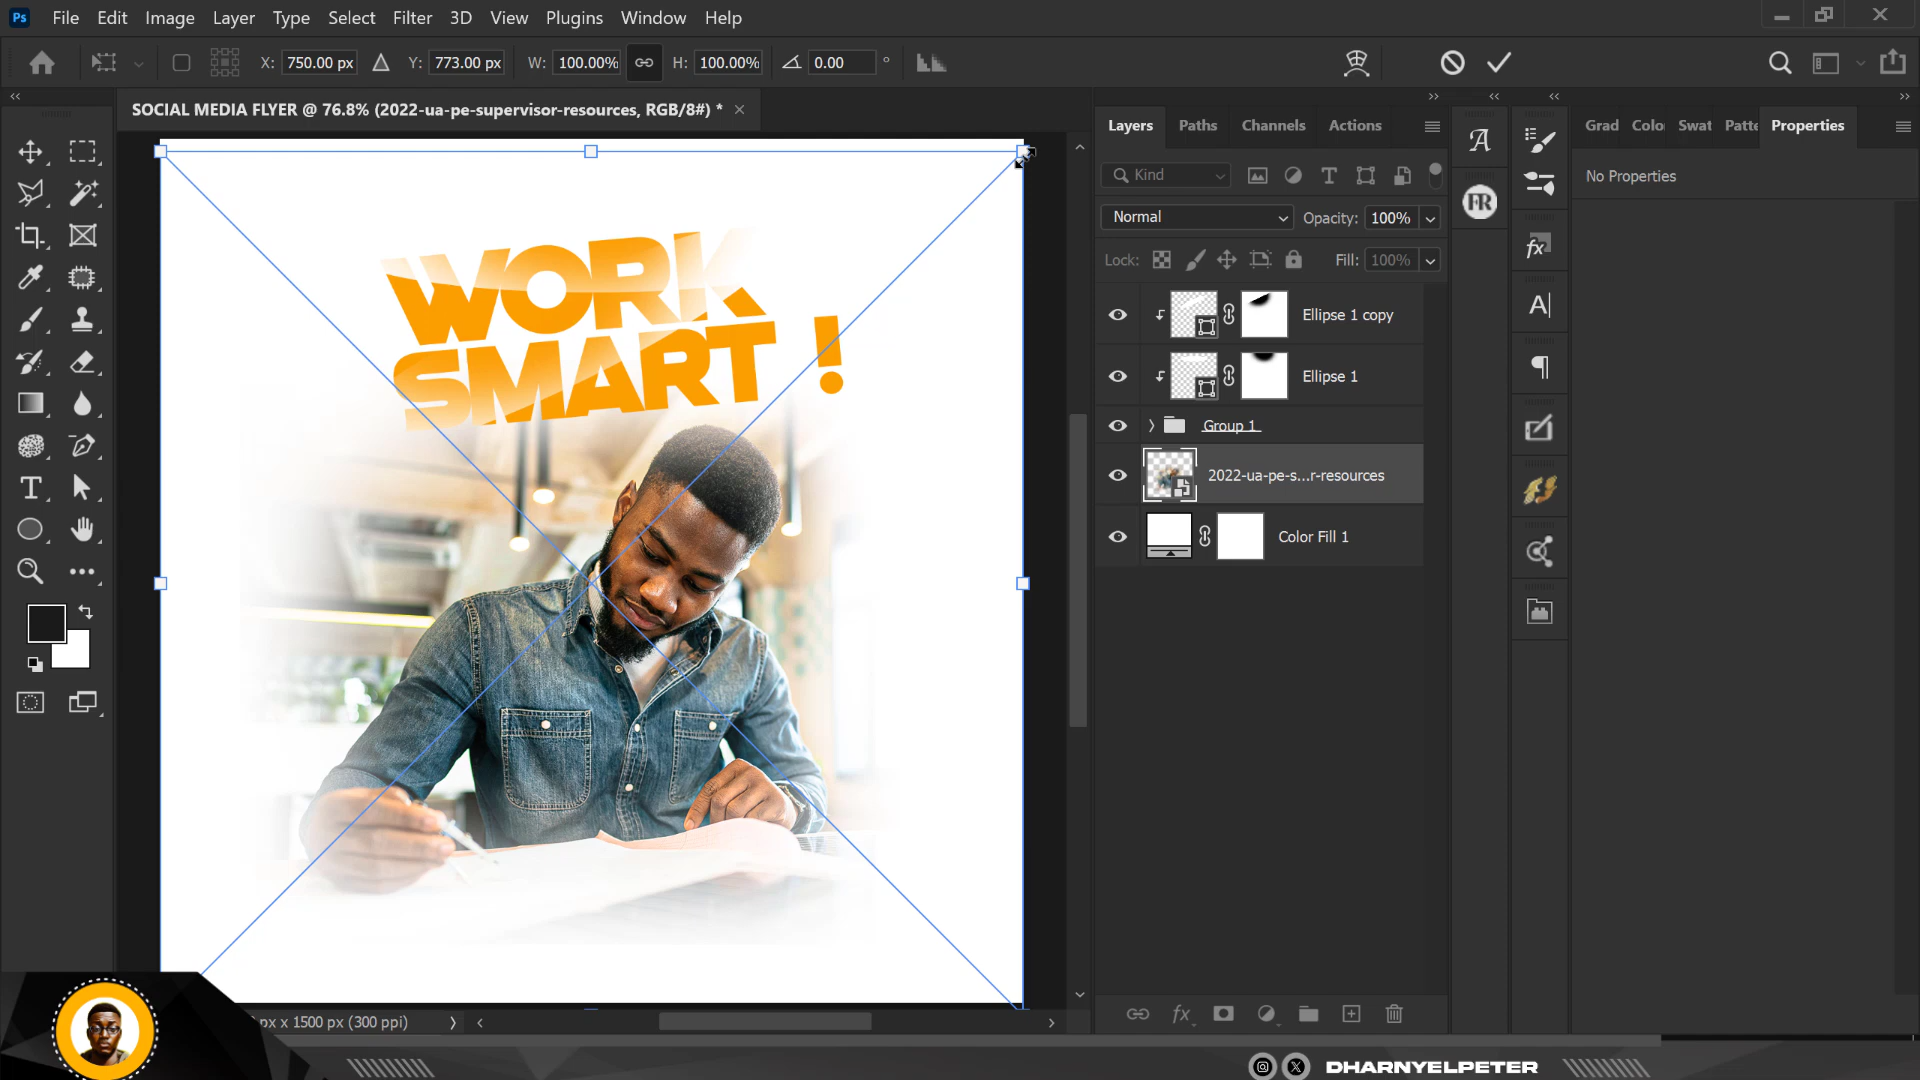 Ps File Edit Image Layer Type Select Filter 3D View Plugins Window Help
X: 750.00 px Y: 773.00 px W: 100.00% H: 100.00% 0.00 °
SOCIAL MEDIA FLYER @ 76.8% (2022-ua-pe-supervisor-resources, RGB/8#) *
Layers Paths Channels Actions
Grad Colo Swat Patte Properties
Kind
No Properties
FR
Normal Opacity: 100%
Lock: Fill: 100%
WORK
SMART !
Ellipse 1 copy
Ellipse 1
Group 1
2022-ua-pe-s...r-resources
Color Fill 1
px x 1500 px (300 ppi)
DHARNYELPETER